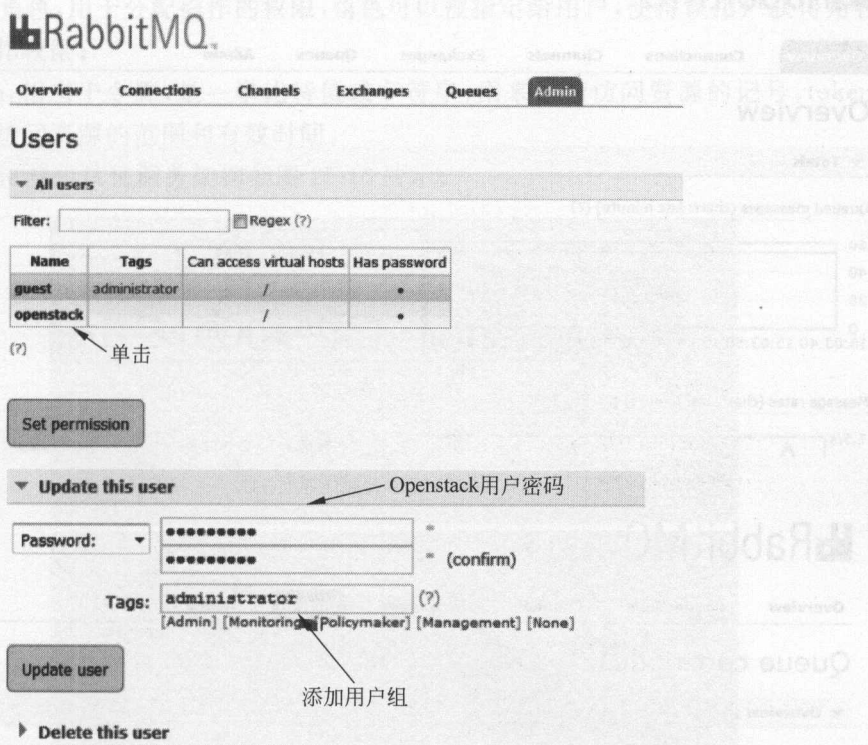 RabbitMQ
Overview Connections Channels Exchanges Queues Admin
Users
All users
Filter: Regex (?)
Name Tags Can access virtual hosts Has password
guest administrator / •
openstack / •
(?)
单击
Set permission
Update this user
Openstack用户密码
Password: ●●●●●●●●● *
●●●●●●●●● * (confirm)
Tags: administrator (?)
[Admin] [Monitoring] [Policymaker] [Management] [None]
Update user
添加用户组
Delete this user